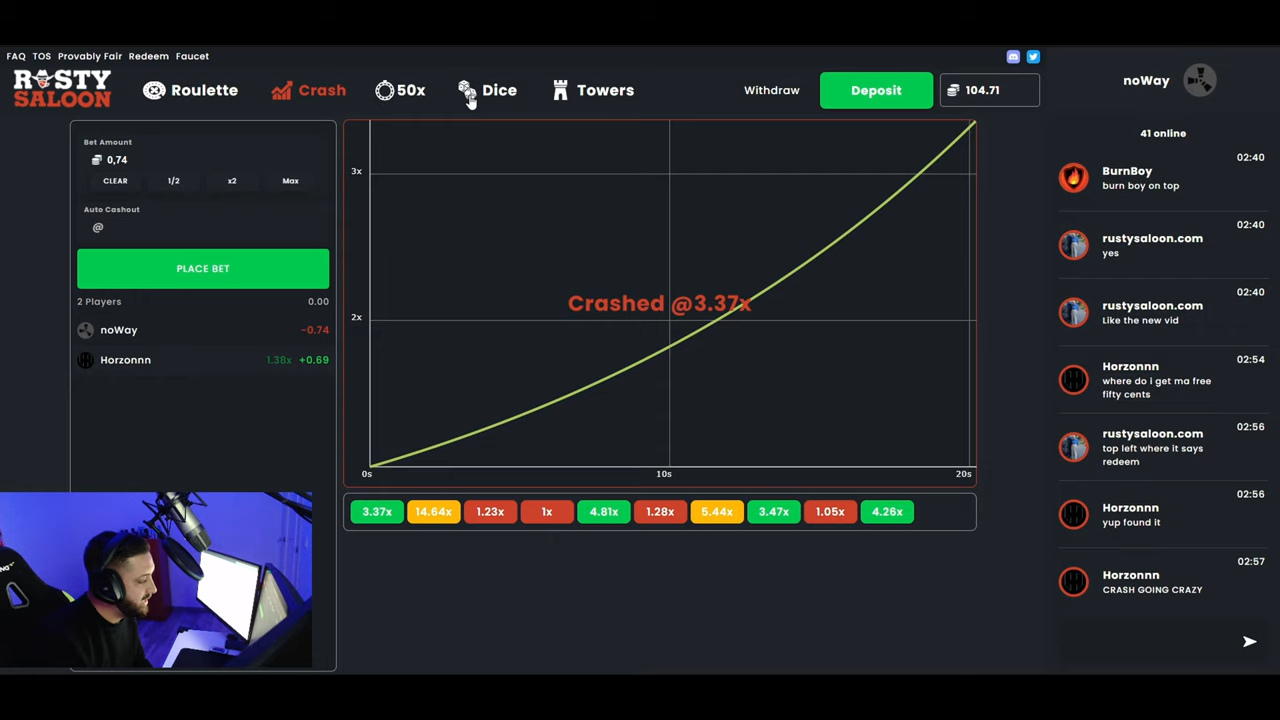 FAQ TOS Provably Fair Redeem Faucet
RUSTY
SALOON
Roulette Crash 50x Dice Towers
Withdraw Deposit 104.71
noWay
Bet Amount
0,74
CLEAR 1/2 x2 Max
Auto Cashout
@
PLACE BET
2 Players 0.00
noWay -0.74
Horzonnn 1.38x +0.69
3x
2x
Crashed @3.37x
0s 10s 20s
3.37x 14.64x 1.23x 1x 4.81x 1.28x 5.44x 3.47x 1.05x 4.26x
41 online
02:40
BurnBoy
burn boy on top
02:40
rustysaloon.com
yes
02:40
rustysaloon.com
Like the new vid
02:54
Horzonnn
where do i get ma free
fifty cents
02:56
rustysaloon.com
top left where it says
redeem
02:56
Horzonnn
yup found it
02:57
Horzonnn
CRASH GOING CRAZY